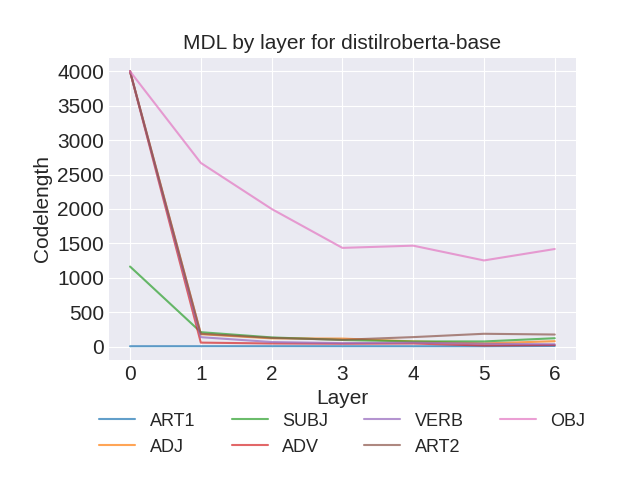 MDL by layer for distilroberta-base
4000
3500
3000
2500
2000
1500
1000
500
0
Codelength
0 1 2 3 4 5 6
Layer
ART1 SUBJ VERB OBJ
ADJ ADV ART2